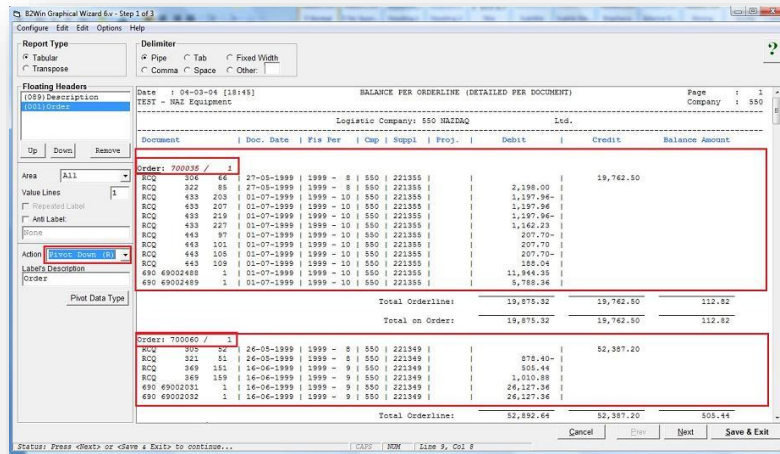 B2Win Graphical Wizard 6.v - Step 1 of 3
Configure Edit Edit Options Help
Report Type
Tabular
Transpose
Delimiter
Pipe Tab Fixed Width
Comma Space Other:
?
Floating Headers
(089)Description
(001)Order
Up Down Remove
Area All
Value Lines 1
Repeated Label
Anti Label:
None
Action Pivot Down (R)
Label's Description
Order
Pivot Data Type
Date : 04-03-04 [18:45] BALANCE PER ORDERLINE (DETAILED PER DOCUMENT) Page : 1
TEST - NAZ Equipment Company : 550
Logistic Company: 550 NAZDAQ Ltd.
Document | Doc. Date | Fis Per | Cmp | Suppl | Proj. | Debit | Credit Balance Amount
Order: 700035 / 1
RCQ 306 66 | 27-05-1999 | 1999 - 8 | 550 | 221355 | | | 19,762.50
RCQ 322 85 | 27-05-1999 | 1999 - 8 | 550 | 221355 | | 2,198.00 |
RCQ 433 203 | 01-07-1999 | 1999 - 10 | 550 | 221355 | | 1,197.96- |
RCQ 433 207 | 01-07-1999 | 1999 - 10 | 550 | 221355 | | 1,197.96 |
RCQ 433 219 | 01-07-1999 | 1999 - 10 | 550 | 221355 | | 1,197.96- |
RCQ 433 227 | 01-07-1999 | 1999 - 10 | 550 | 221355 | | 1,162.23 |
RCQ 443 97 | 01-07-1999 | 1999 - 10 | 550 | 221355 | | 207.70- |
RCQ 443 101 | 01-07-1999 | 1999 - 10 | 550 | 221355 | | 207.70 |
RCQ 443 105 | 01-07-1999 | 1999 - 10 | 550 | 221355 | | 207.70- |
RCQ 443 109 | 01-07-1999 | 1999 - 10 | 550 | 221355 | | 188.04 |
690 69002488 1 | 01-07-1999 | 1999 - 10 | 550 | 221355 | | 11,944.35 |
690 69002489 1 | 01-07-1999 | 1999 - 10 | 550 | 221355 | | 5,788.36 |
Total Orderline: 19,875.32 19,762.50 112.82
Total on Order: 19,875.32 19,762.50 112.82
Order: 700060 / 1
RCQ 305 52 | 26-05-1999 | 1999 - 8 | 550 | 221349 | | | 52,387.20
RCQ 321 51 | 26-05-1999 | 1999 - 8 | 550 | 221349 | | 878.40- |
RCQ 369 151 | 16-06-1999 | 1999 - 9 | 550 | 221349 | | 505.44 |
RCQ 369 159 | 16-06-1999 | 1999 - 9 | 550 | 221349 | | 1,010.88 |
690 69002031 1 | 16-06-1999 | 1999 - 9 | 550 | 221349 | | 26,127.36 |
690 69002032 1 | 16-06-1999 | 1999 - 9 | 550 | 221349 | | 26,127.36 |
Total Orderline: 52,892.64 52,387.20 505.44
Cancel Prev Next Save & Exit
Status: Press <Next> or <Save & Exit> to continue... CAPS NUM Line 9, Col 8